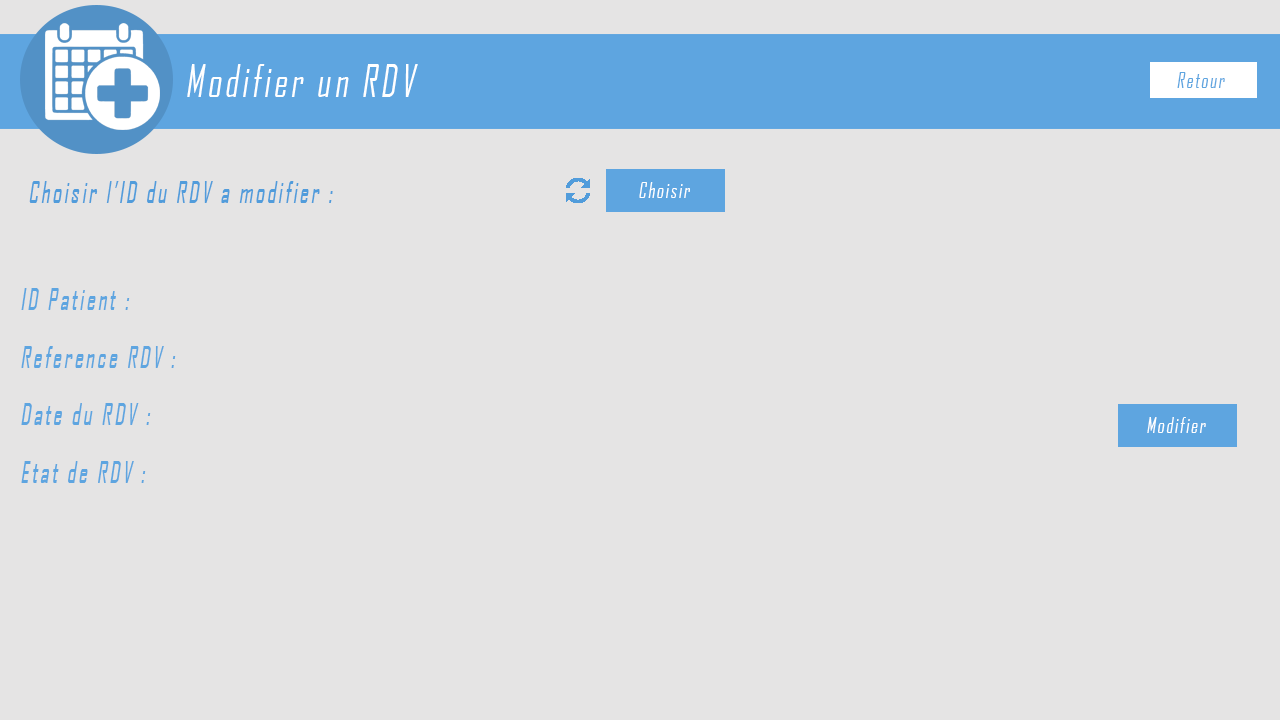 Modifier un RDV
Retour
Choisir l'ID du RDV a modifier :
Choisir
ID Patient :
Reference RDV :
Date du RDV :
Modifier
Etat de RDV :